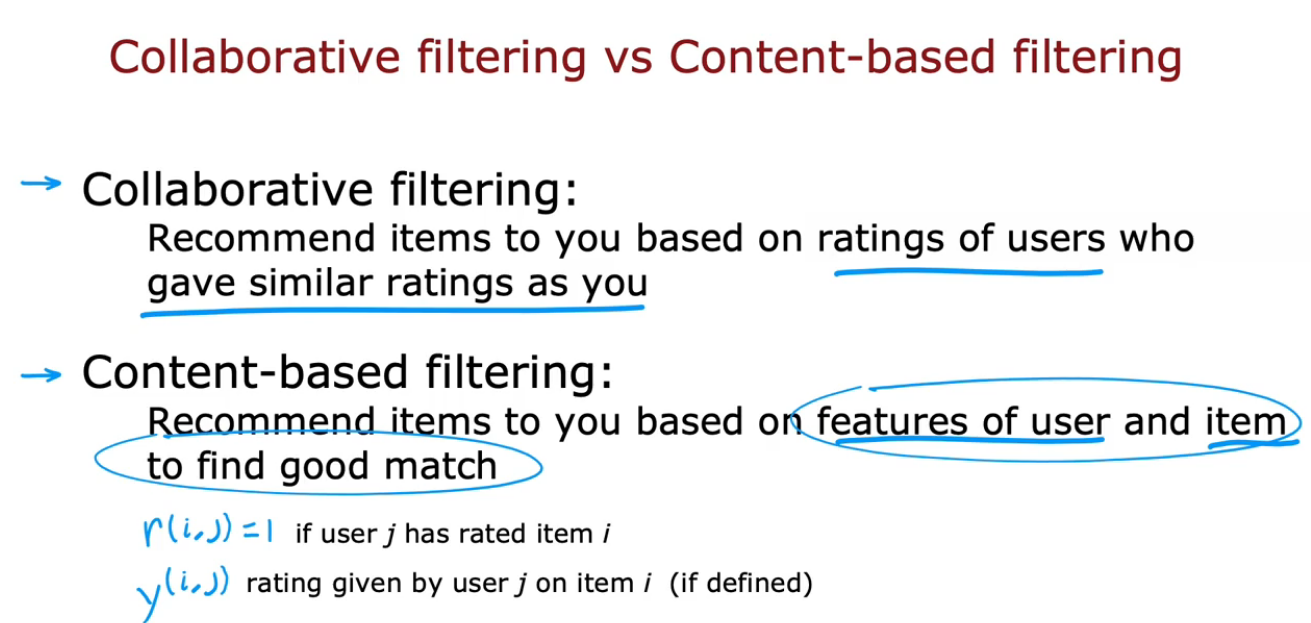 Collaborative filtering vs Content-based filtering
→ Collaborative filtering:
Recommend items to you based on ratings of users who
gave similar ratings as you
→ Content-based filtering:
Recommend items to you based on features of user and item
to find good match
r(i,j)=1 if user j has rated item i
y(i,j) rating given by user j on item i (if defined)